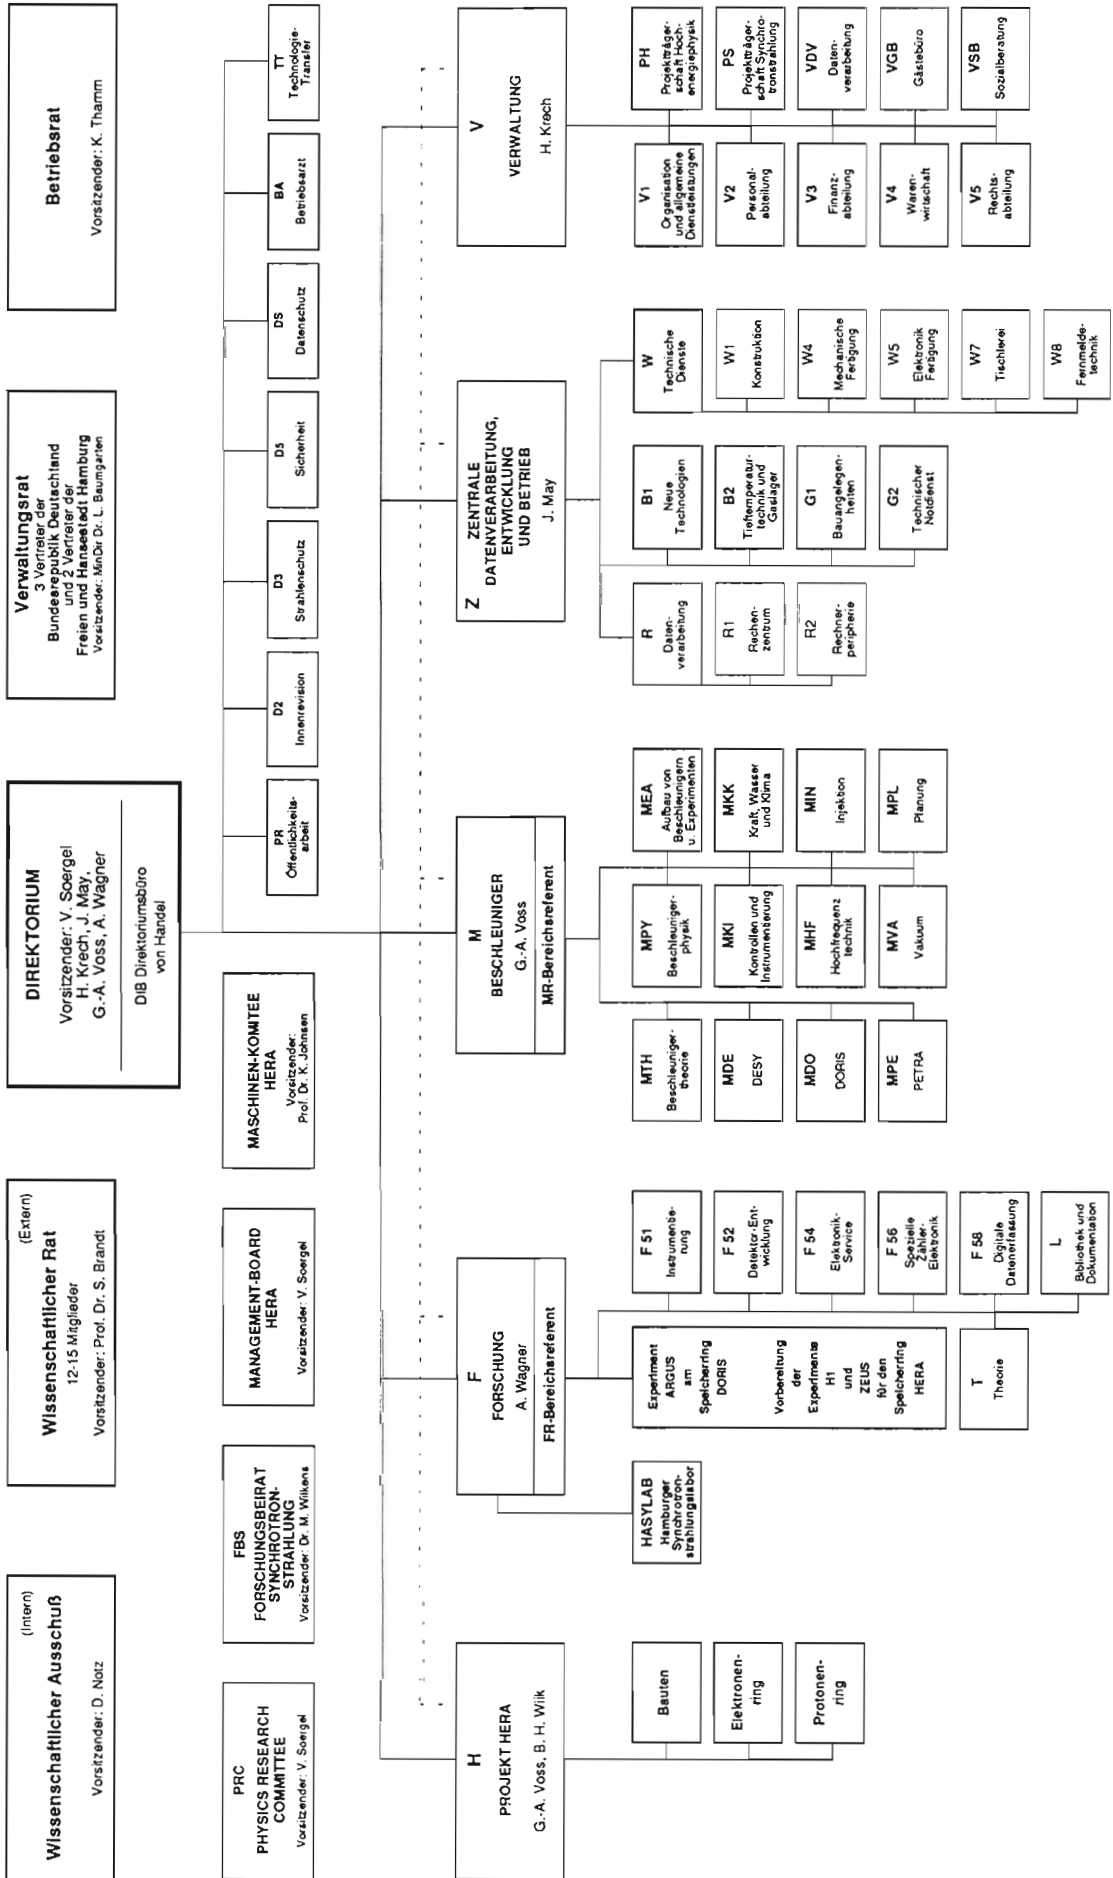 (Intern)
Wissenschaftlicher Ausschuß
Vorsitzender: D. Notz
(Extern)
Wissenschaftlicher Rat
12-15 Mitglieder
Vorsitzender: Prof. Dr. S. Brandt
DIREKTORIUM
Vorsitzender: V. Soergel
H. Krech, J. May,
G.-A. Voss, A. Wagner
DIB Direktoriumsbüro
von Handel
Verwaltungsrat
3 Vertreter der
Bundesrepublik Deutschland
und 2 Vertreter der
Freien und Hansestadt Hamburg
Vorsitzender: MinDir Dr. L. Baumgarten
Betriebsrat
Vorsitzender: K. Thamm
PRC
PHYSICS RESEARCH
COMMITTEE
Vorsitzender: V. Soergel
FBS
FORSCHUNGSBEIRAT
SYNCHROTRON-
STRAHLUNG
Vorsitzender: Dr. M. Wilkens
MANAGEMENT-BOARD
HERA
Vorsitzender: V. Soergel
MASCHINEN-KOMITEE
HERA
Vorsitzender:
Prof. Dr. K. Johnsen
PR
Öffentlichkeits-
arbeit
D2
Innenrevision
D3
Strahlenschutz
D5
Sicherheit
DS
Datenschutz
BA
Betriebsarzt
TT
Technologie-
Transfer
H
PROJEKT HERA
G.-A. Voss, B. H. Wiik
F
FORSCHUNG
A. Wagner
FR-Bereichsreferent
M
BESCHLEUNIGER
G.-A. Voss
MR-Bereichsreferent
Z
ZENTRALE
DATENVERARBEITUNG,
ENTWICKLUNG
UND BETRIEB
J. May
V
VERWALTUNG
H. Krech
Bauten
Elektronen-
ring
Protonen-
ring
HASYLAB
Hamburger
Synchrotron-
strahlungslabor
Experiment
ARGUS
am
Speicherring
DORIS
Vorbereitung
der
Experimente
H1
und
ZEUS
für den
Speicherring
HERA
T
Theorie
F 51
Instrumentie-
rung
F 52
Detektor-Ent-
wicklung
F 54
Elektronik-
Service
F 56
Spezielle
Zähler-
Elektronik
F 58
Digitale
Datenerfassung
L
Bibliothek und
Dokumentation
MTH
Beschleuniger-
theorie
MDE
DESY
MDO
DORIS
MPE
PETRA
MPY
Beschleuniger-
physik
MKI
Kontrollen und
Instrumentierung
MHF
Hochfrequenz
technik
MVA
Vakuum
MEA
Aufbau von
Beschleunigern
u. Experimenten
MKK
Kraft, Wasser
und Klima
MIN
Injektion
MPL
Planung
R
Daten-
verarbeitung
R1
Rechen-
zentrum
R2
Rechner-
peripherie
B1
Neue
Technologien
B2
Tieftemperatur-
technik und
Gaslager
G1
Bauangelegen-
heiten
G2
Technischer
Notdienst
W
Technische
Dienste
W1
Konstruktion
W4
Mechanische
Fertigung
W5
Elektronik
Fertigung
W7
Tischlerei
W8
Fernmelde-
technik
V1
Organisation
und allgemeine
Dienstleistungen
V2
Personal-
abteilung
V3
Finanz-
abteilung
V4
Waren-
wirtschaft
V5
Rechts-
abteilung
PH
Projektträger-
schaft Hoch-
energiephysik
PS
Projektträger-
schaft Synchro-
tronstrahlung
VDV
Daten-
verarbeitung
VGB
Gästebüro
VSB
Sozialberatung